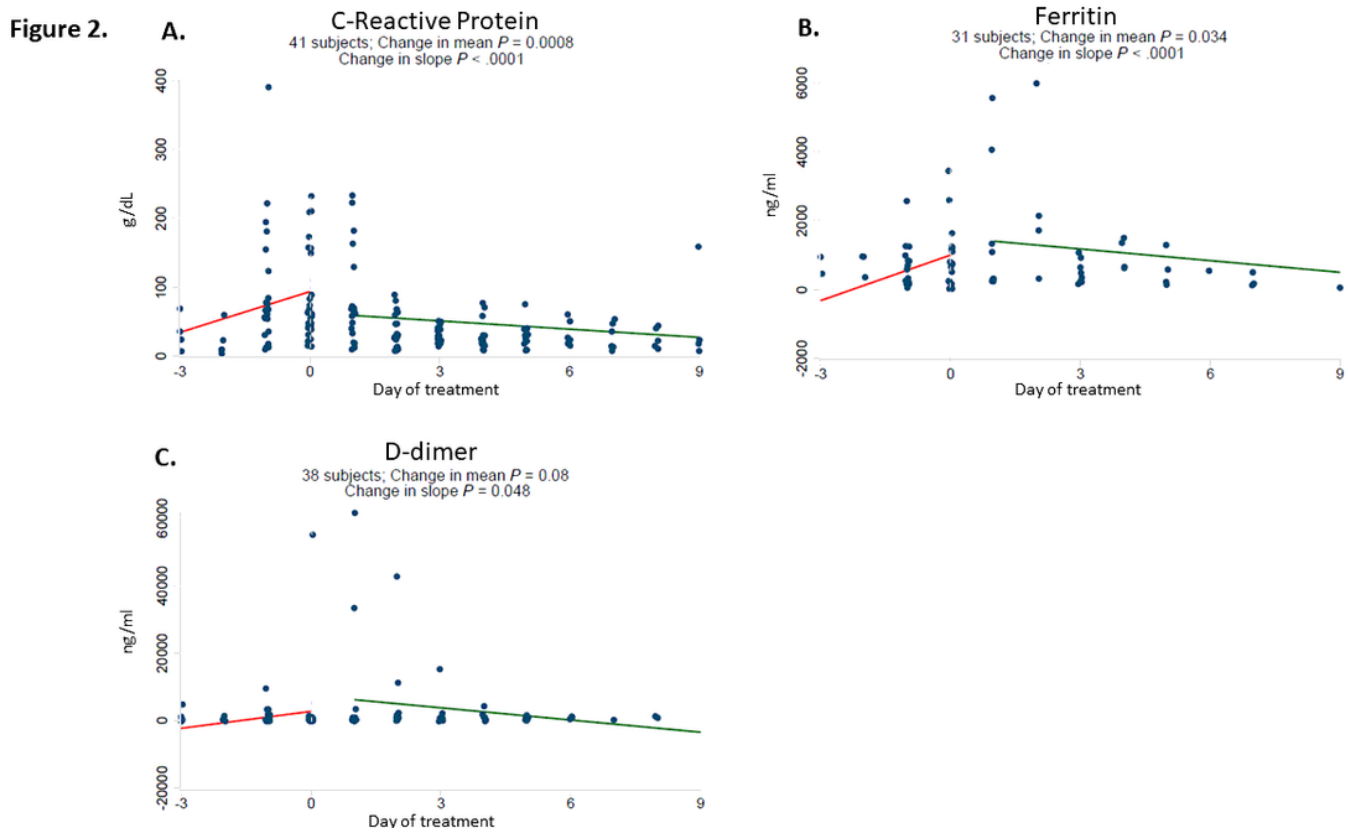 Figure 2.
A.
C-Reactive Protein
41 subjects; Change in mean P = 0.0008
Change in slope P < .0001
g/dL
400
300
200
100
0
-3
0
3
6
9
Day of treatment
B.
Ferritin
31 subjects; Change in mean P = 0.034
Change in slope P < .0001
ng/ml
6000
4000
2000
0
-2000
-3
0
3
6
9
Day of treatment
C.
D-dimer
38 subjects; Change in mean P = 0.08
Change in slope P = 0.048
ng/ml
60000
40000
20000
0
-20000
-3
0
3
6
9
Day of treatment